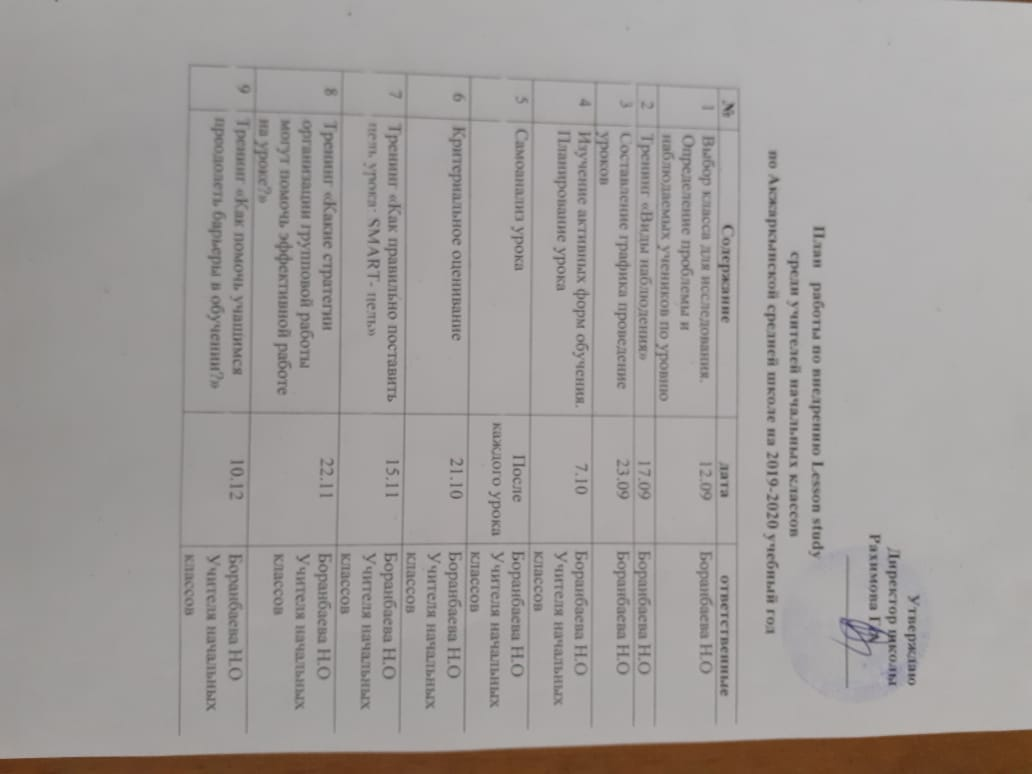 Утверждаю
Директор школы
Рахимова Г.
План работы по внедрению Lesson study
среди учителей начальных классов
по Акжаркынской средней школе на 2019-2020 учебный год
№ Содержание дата ответственные
1 Выбор класса для исследования. 12.09 Боранбаева Н.О
Определение проблемы и
наблюдаемых учеников по уровню
2 Тренинг «Виды наблюдения» 17.09 Боранбаева Н.О
3 Составление графика проведение 23.09 Боранбаева Н.О
уроков
4 Изучение активных форм обучения. 7.10 Боранбаева Н.О
Планирование урока Учителя начальных
классов
5 Самоанализ урока После Боранбаева Н.О
каждого урока Учителя начальных
классов
6 Критериальное оценивание 21.10 Боранбаева Н.О
Учителя начальных
классов
7 Тренинг «Как правильно поставить 15.11 Боранбаева Н.О
цель урока: SMART- цель» Учителя начальных
классов
8 Тренинг «Какие стратегии 22.11 Боранбаева Н.О
организации групповой работы Учителя начальных
могут помочь эффективной работе классов
на уроке?»
9 Тренинг «Как помочь учащимся 10.12 Боранбаева Н.О
преодолеть барьеры в обучении?» Учителя начальных
классов